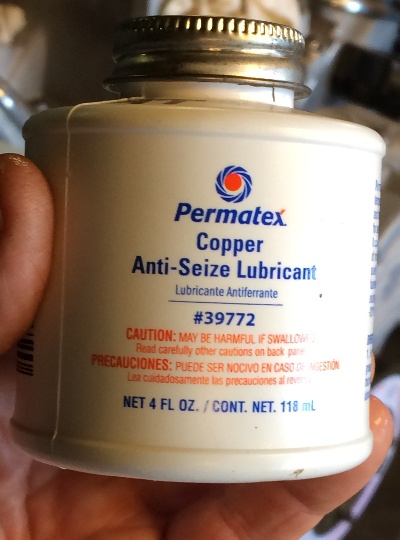 Permatex
Copper
Anti-Seize Lubricant
Lubricante Antiferrante
#39772
CAUTION: MAY BE HARMFUL IF SWALLOWED
Read carefully other cautions on back panel
PRECAUCIONES: PUEDE SER NOCIVO EN CASO DE INGESTIÓN
Lea cuidadosamente las precauciones al reverso
NET 4 FL OZ. / CONT. NET. 118 mL